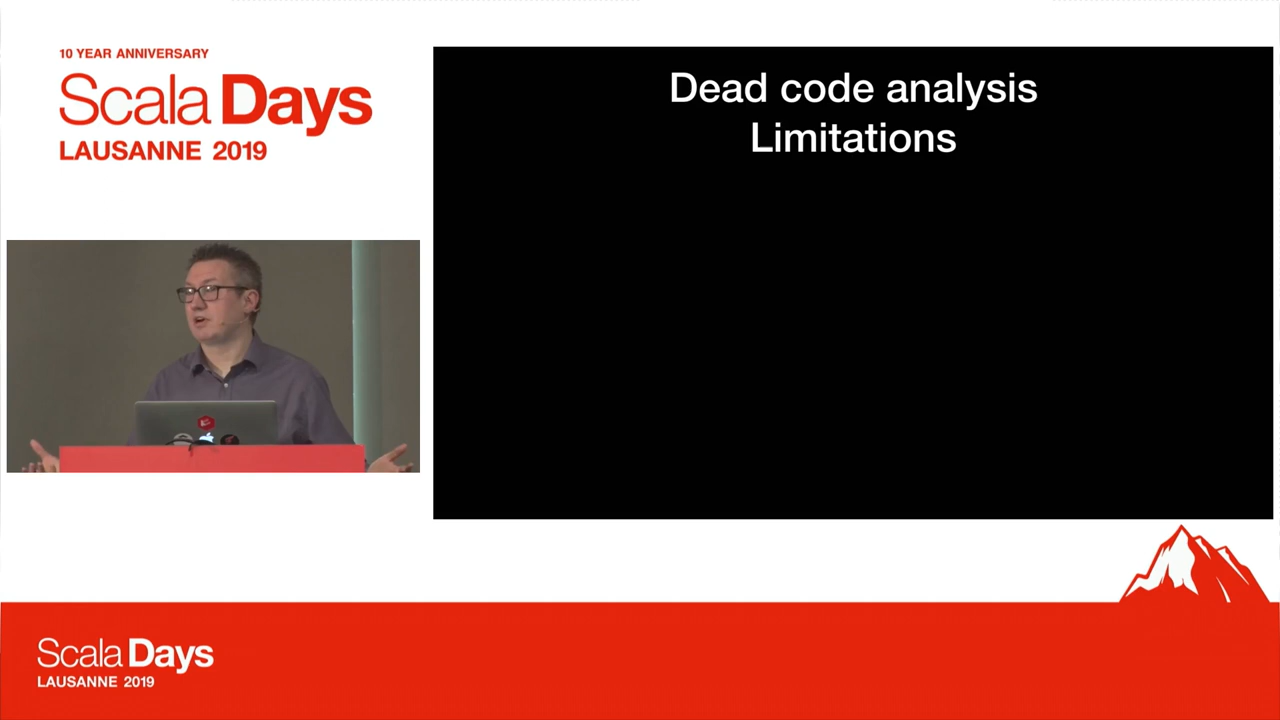 10 YEAR ANNIVERSARY
Scala Days
LAUSANNE 2019
Dead code analysis
Limitations
Scala Days
LAUSANNE 2019